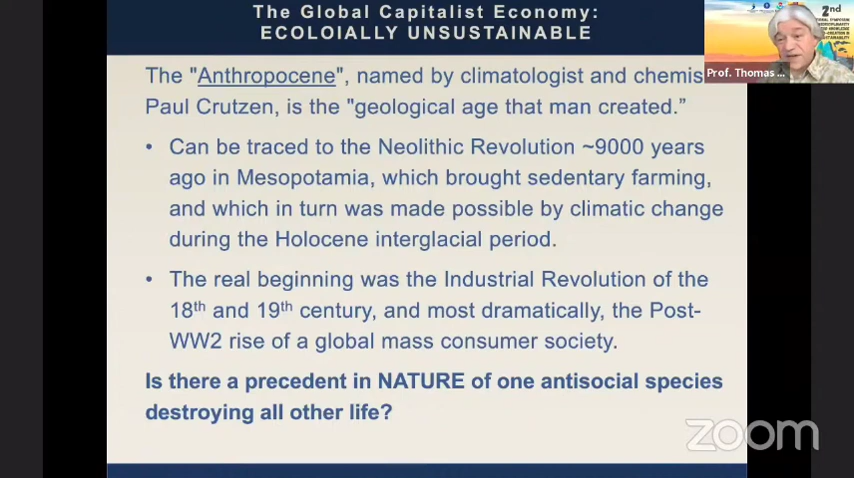 The Global Capitalist Economy:
ECOLOIALLY UNSUSTAINABLE
The "Anthropocene", named by climatologist and chemis
Paul Crutzen, is the "geological age that man created."
• Can be traced to the Neolithic Revolution ~9000 years
ago in Mesopotamia, which brought sedentary farming,
and which in turn was made possible by climatic change
during the Holocene interglacial period.
• The real beginning was the Industrial Revolution of the
18th and 19th century, and most dramatically, the Post-
WW2 rise of a global mass consumer society.
Is there a precedent in NATURE of one antisocial species
destroying all other life?
2nd
Prof. Thomas ...
zoom